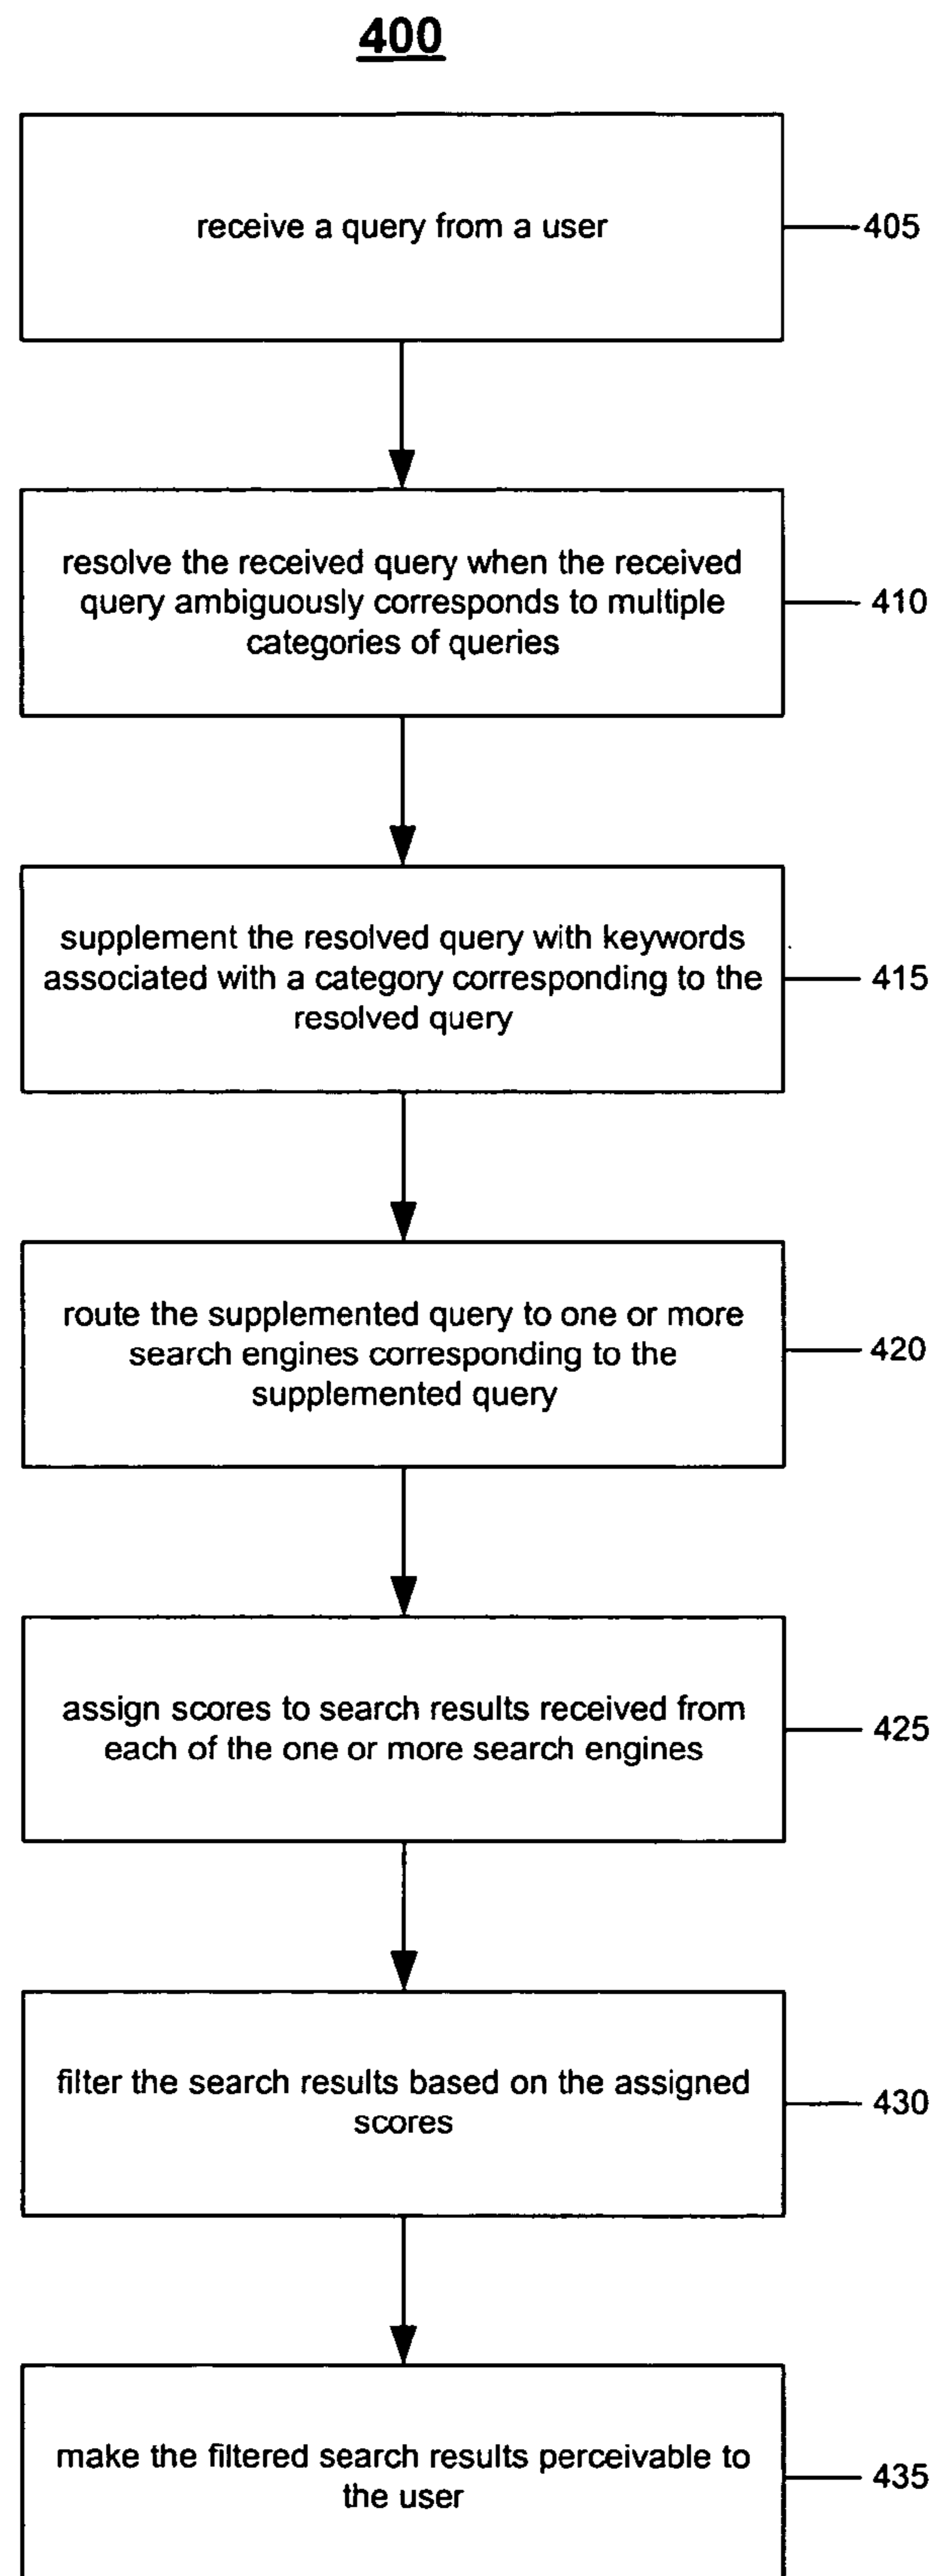 400
receive a query from a user
405
resolve the received query when the received
query ambiguously corresponds to multiple
categories of queries
410
supplement the resolved query with keywords
associated with a category corresponding to the
resolved query
415
route the supplemented query to one or more
search engines corresponding to the
supplemented query
420
assign scores to search results received from
each of the one or more search engines
425
filter the search results based on the assigned
scores
430
make the filtered search results perceivable to
the user
435